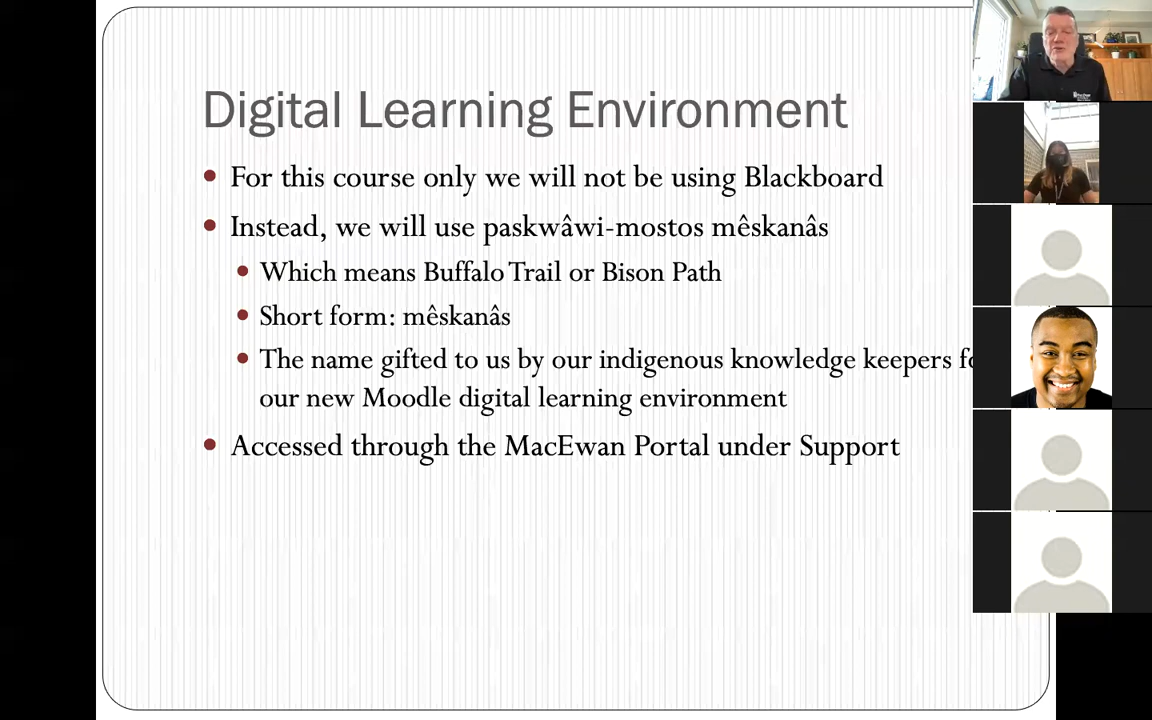 Digital Learning Environment
For this course only we will not be using Blackboard
Instead, we will use paskwâwi-mostos mêskanâs
Which means Buffalo Trail or Bison Path
Short form: mêskanâs
The name gifted to us by our indigenous knowledge keepers
our new Moodle digital learning environment
Accessed through the MacEwan Portal under Support